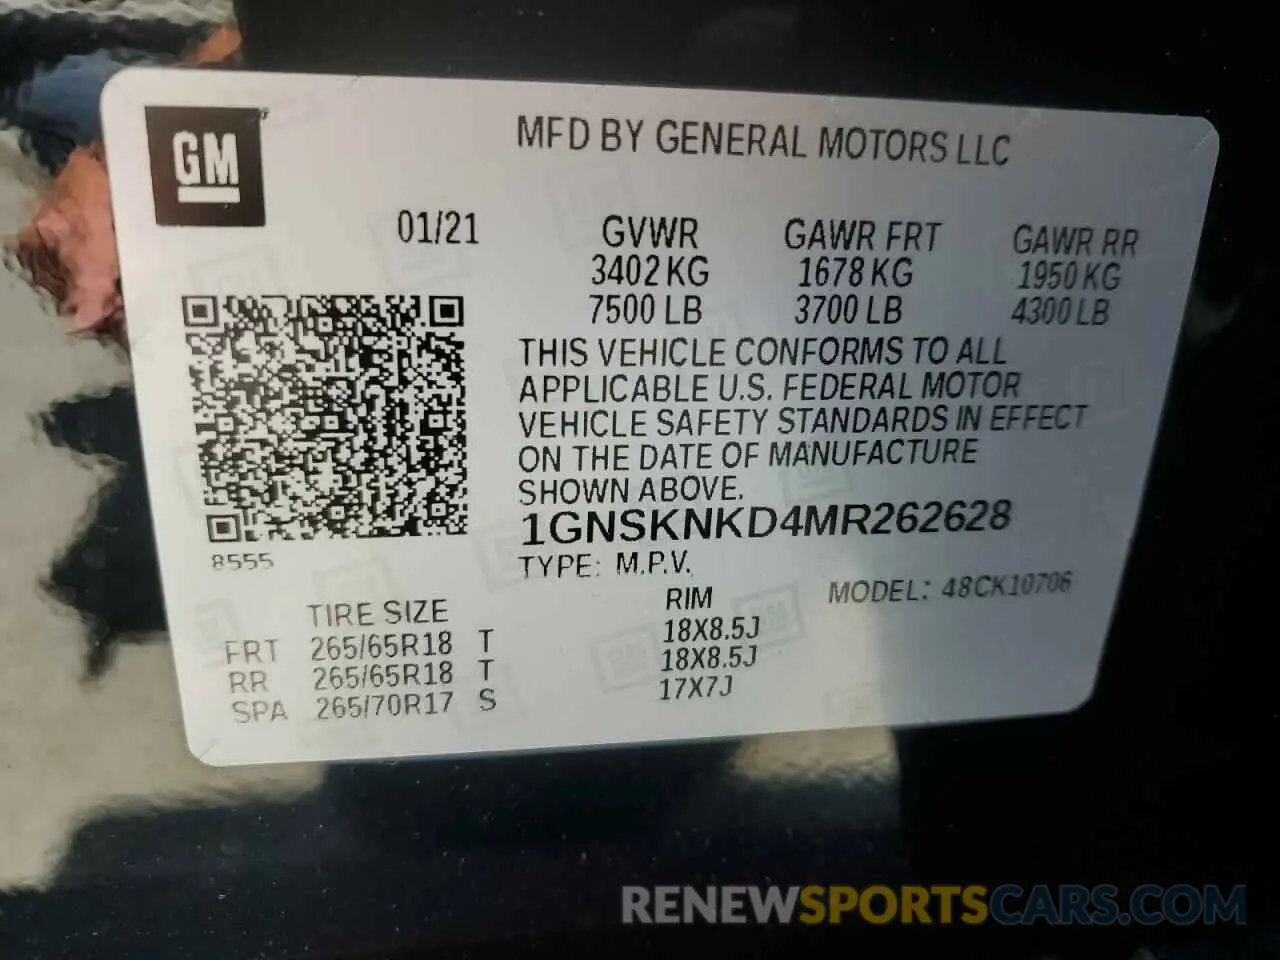 GM
MFD BY GENERAL MOTORS LLC
01/21
GVWR GAWR FRT GAWR RR
3402 KG 1678 KG 1950 KG
7500 LB 3700 LB 4300 LB
THIS VEHICLE CONFORMS TO ALL
APPLICABLE U.S. FEDERAL MOTOR
VEHICLE SAFETY STANDARDS IN EFFECT
ON THE DATE OF MANUFACTURE
SHOWN ABOVE.
1GNSKNKD4MR262628
8555
TYPE: M.P.V.
MODEL: 48CK10706
TIRE SIZE RIM
FRT 265/65R18 T 18X8.5J
RR 265/65R18 T 18X8.5J
SPA 265/70R17 S 17X7J
RENEWSPORTSCARS.COM